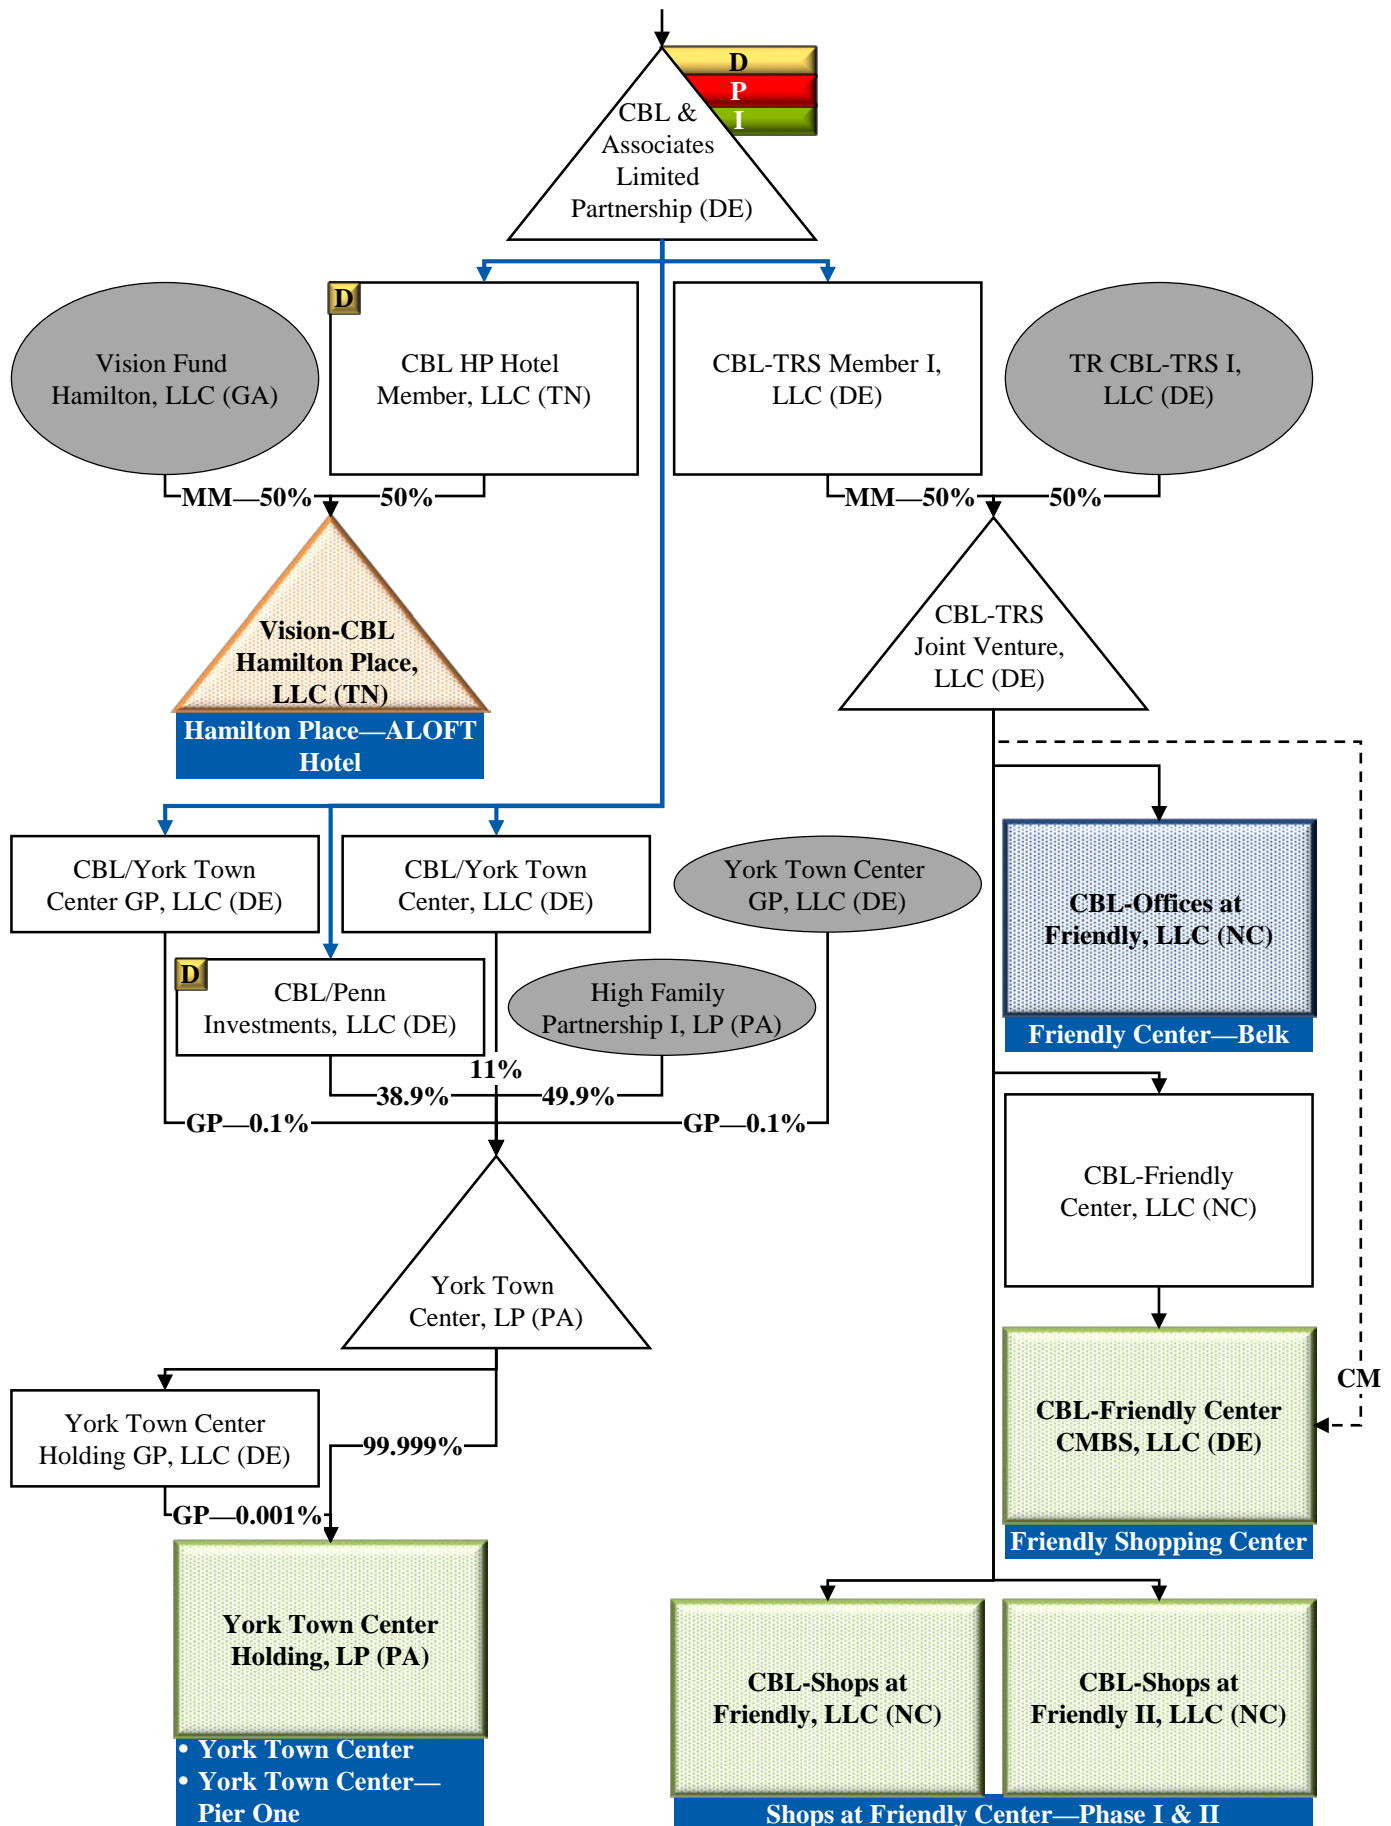 D
P
I
CBL &
Associates
Limited
Partnership (DE)
Vision Fund
Hamilton, LLC (GA)
D
CBL HP Hotel
Member, LLC (TN)
CBL-TRS Member I,
LLC (DE)
TR CBL-TRS I,
LLC (DE)
MM—50%
50%
MM—50%
50%
Vision-CBL
Hamilton Place,
LLC (TN)
Hamilton Place—ALOFT
Hotel
CBL-TRS
Joint Venture,
LLC (DE)
CBL/York Town
Center GP, LLC (DE)
CBL/York Town
Center, LLC (DE)
York Town Center
GP, LLC (DE)
CBL-Offices at
Friendly, LLC (NC)
Friendly Center—Belk
D
CBL/Penn
Investments, LLC (DE)
High Family
Partnership I, LP (PA)
11%
38.9%
49.9%
GP—0.1%
GP—0.1%
CBL-Friendly
Center, LLC (NC)
York Town
Center, LP (PA)
CM
CBL-Friendly Center
CMBS, LLC (DE)
Friendly Shopping Center
York Town Center
Holding GP, LLC (DE)
99.999%
GP—0.001%
York Town Center
Holding, LP (PA)
• York Town Center
• York Town Center—
Pier One
CBL-Shops at
Friendly, LLC (NC)
CBL-Shops at
Friendly II, LLC (NC)
Shops at Friendly Center—Phase I & II